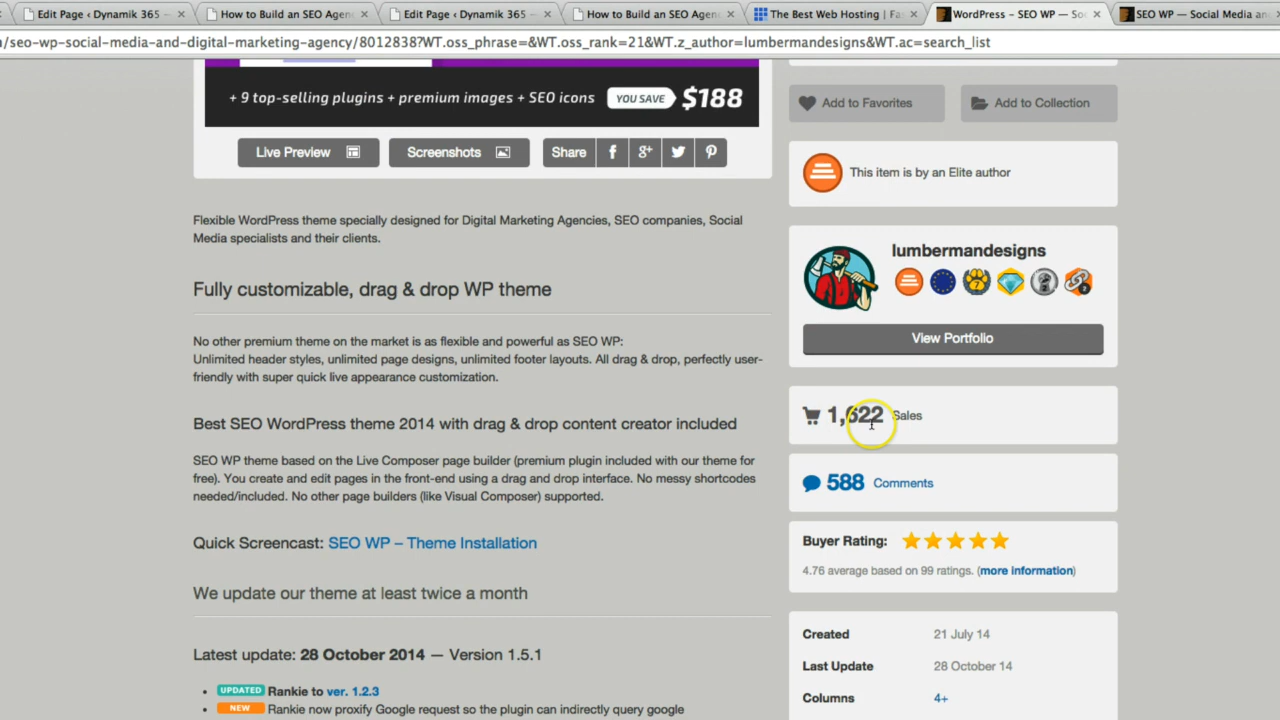 Edit Page ‹ Dynamik 365 —
How to Build an SEO Agen
Edit Page ‹ Dynamik 365 —
How to Build an SEO Agen
The Best Web Hosting | Fas
WordPress – SEO WP — Soc
SEO WP — Social Media and
/seo-wp-social-media-and-digital-marketing-agency/8012838?WT.oss_phrase=&WT.oss_rank=21&WT.z_author=lumbermandesigns&WT.ac=search_list
+ 9 top-selling plugins + premium images + SEO icons YOU SAVE $188
Live Preview
Screenshots
Share
Flexible WordPress theme specially designed for Digital Marketing Agencies, SEO companies, Social
Media specialists and their clients.
Fully customizable, drag & drop WP theme
No other premium theme on the market is as flexible and powerful as SEO WP:
Unlimited header styles, unlimited page designs, unlimited footer layouts. All drag & drop, perfectly user-
friendly with super quick live appearance customization.
Best SEO WordPress theme 2014 with drag & drop content creator included
SEO WP theme based on the Live Composer page builder (premium plugin included with our theme for
free). You create and edit pages in the front-end using a drag and drop interface. No messy shortcodes
needed/included. No other page builders (like Visual Composer) supported.
Quick Screencast: SEO WP – Theme Installation
We update our theme at least twice a month
Latest update: 28 October 2014 — Version 1.5.1
UPDATED Rankie to ver. 1.2.3
NEW Rankie now proxify Google request so the plugin can indirectly query google
Add to Favorites
Add to Collection
This item is by an Elite author
lumbermandesigns
View Portfolio
1,622 Sales
588 Comments
Buyer Rating:
4.76 average based on 99 ratings. (more information)
Created 21 July 14
Last Update 28 October 14
Columns 4+